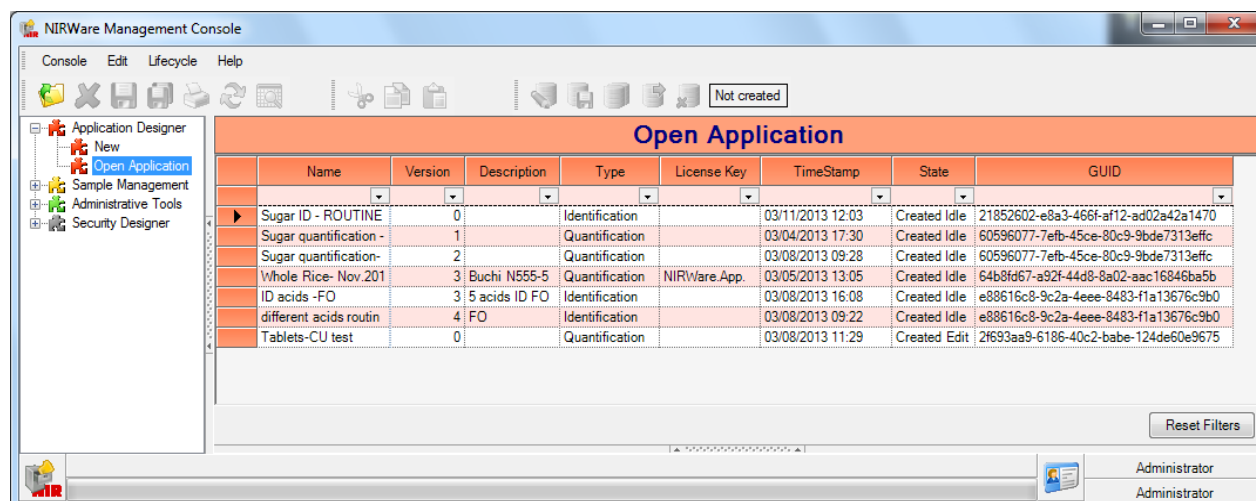 NIRWare Management Console
Console Edit Lifecycle Help
Not created
Application Designer
New
Open Application
Sample Management
Administrative Tools
Security Designer
Open Application
Name Version Description Type License Key TimeStamp State GUID
Sugar ID - ROUTINE 0 Identification 03/11/2013 12:03 Created Idle 21852602-e8a3-466f-af12-ad02a42a1470
Sugar quantification - 1 Quantification 03/04/2013 17:30 Created Idle 60596077-7efb-45ce-80c9-9bde7313effc
Sugar quantification- 2 Quantification 03/08/2013 09:28 Created Idle 60596077-7efb-45ce-80c9-9bde7313effc
Whole Rice- Nov.201 3 Buchi N555-5 Quantification NIRWare.App. 03/05/2013 13:05 Created Idle 64b8fd67-a92f-44d8-8a02-aac16846ba5b
ID acids -FO 3 5 acids ID FO Identification 03/08/2013 16:08 Created Idle e88616c8-9c2a-4eee-8483-f1a13676c9b0
different acids routin 4 FO Identification 03/08/2013 09:22 Created Idle e88616c8-9c2a-4eee-8483-f1a13676c9b0
Tablets-CU test 0 Quantification 03/08/2013 11:29 Created Edit 2f693aa9-6186-40c2-babe-124de60e9675
Reset Filters
NIR
Administrator
Administrator